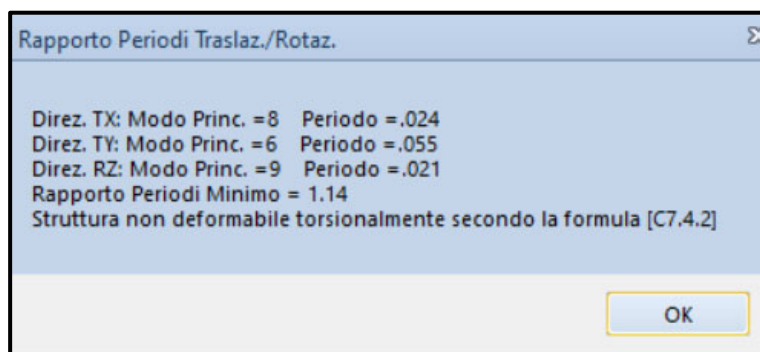 Rapporto Periodi Traslaz./Rotaz.
Direz. TX: Modo Princ. =8 Periodo =.024
Direz. TY: Modo Princ. =6 Periodo =.055
Direz. RZ: Modo Princ. =9 Periodo =.021
Rapporto Periodi Minimo = 1.14
Struttura non deformabile torsionalmente secondo la formula [C7.4.2]
OK